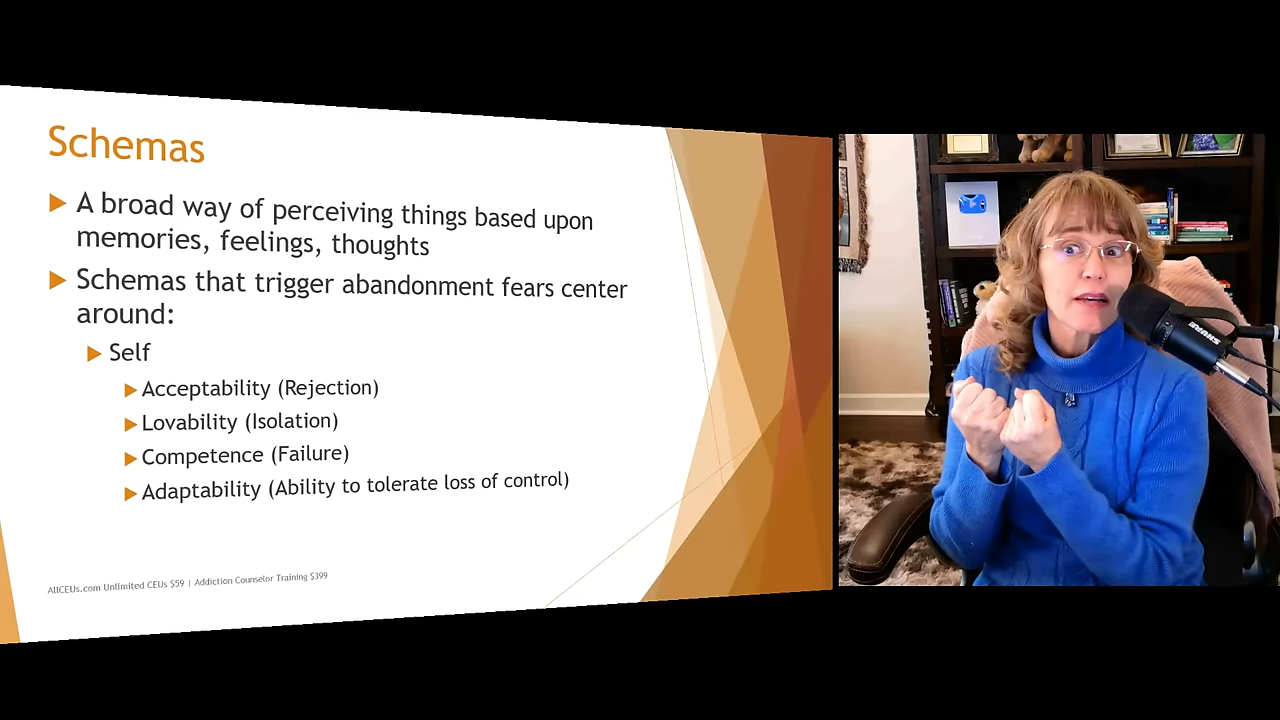 Schemas
A broad way of perceiving things based upon
memories, feelings, thoughts
Schemas that trigger abandonment fears center
around:
Self
Acceptability (Rejection)
Lovability (Isolation)
Competence (Failure)
Adaptability (Ability to tolerate loss of control)
AllCEUs.com Unlimited CEUs $59 | Addiction Counselor Training $399
SHURE